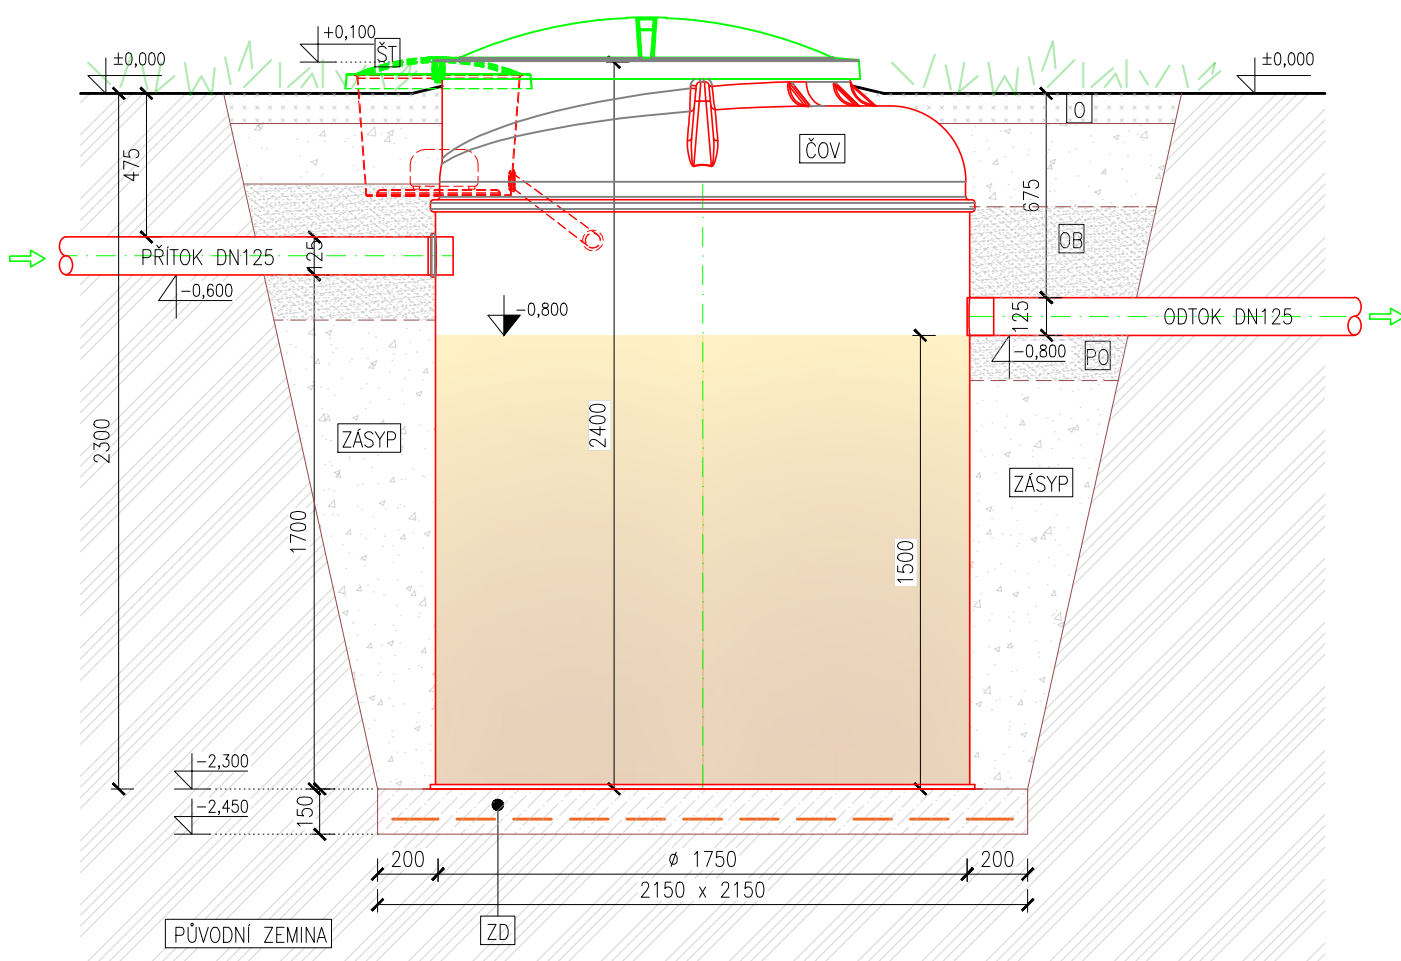 +0,100
ŠT
±0,000
±0,000
O
475
ČOV
675
OB
PŘÍTOK DN125
125
-0,600
-0,800
125
ODTOK DN125
-0,800
PO
2300
ZÁSYP
2400
ZÁSYP
1700
1500
-2,300
-2,450
150
200
ø 1750
200
2150 x 2150
PŮVODNÍ ZEMINA
ZD